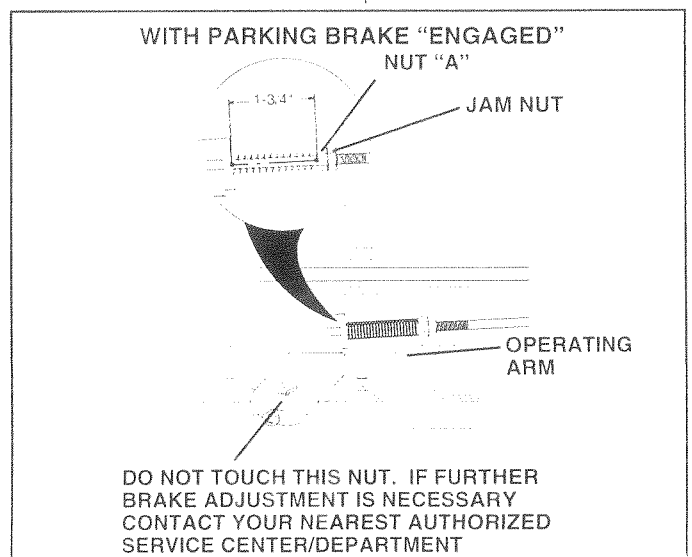 WITH PARKING BRAKE “ENGAGED”
NUT “A”
1-3/4"
JAM NUT
OPERATING
ARM
DO NOT TOUCH THIS NUT. IF FURTHER
BRAKE ADJUSTMENT IS NECESSARY
CONTACT YOUR NEAREST AUTHORIZED
SERVICE CENTER/DEPARTMENT